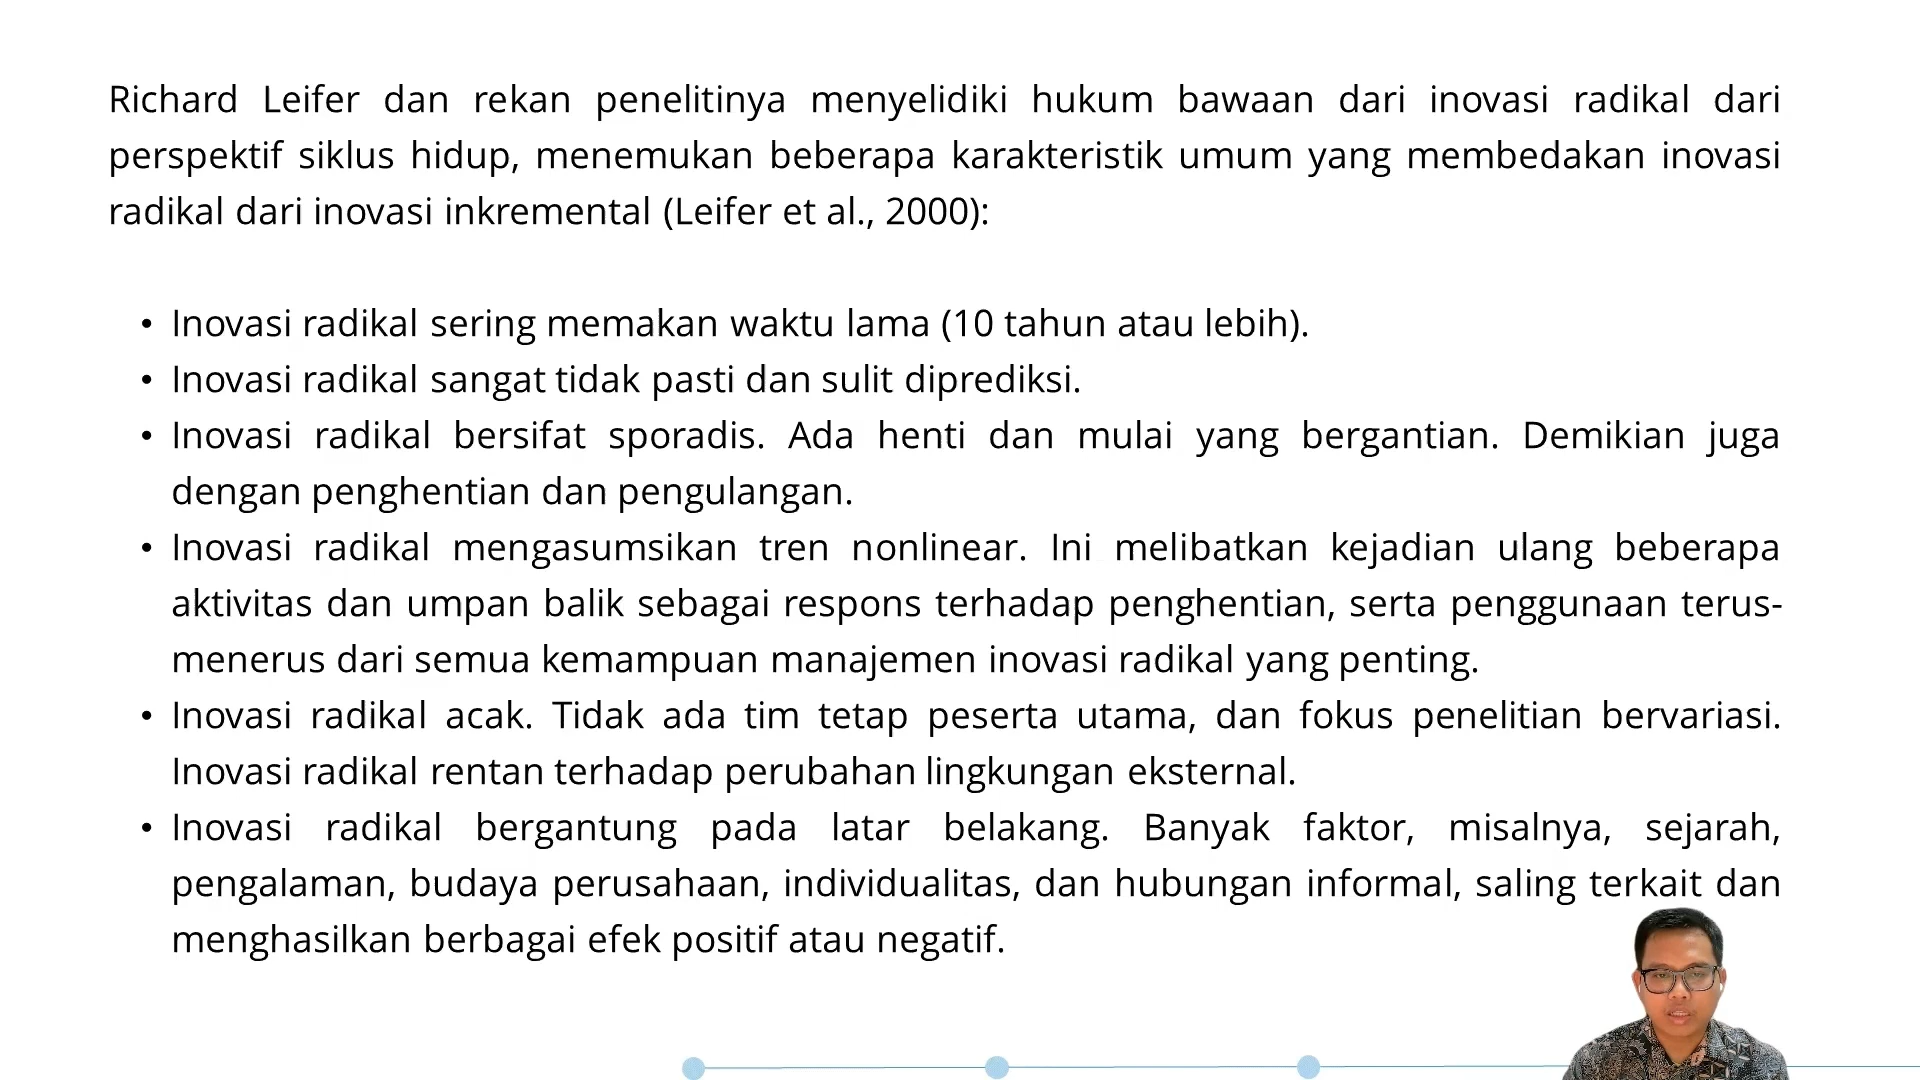 Richard Leifer dan rekan penelitinya menyelidiki hukum bawaan dari inovasi radikal dari
perspektif siklus hidup, menemukan beberapa karakteristik umum yang membedakan inovasi
radikal dari inovasi inkremental (Leifer et al., 2000):
• Inovasi radikal sering memakan waktu lama (10 tahun atau lebih).
• Inovasi radikal sangat tidak pasti dan sulit diprediksi.
• Inovasi radikal bersifat sporadis. Ada henti dan mulai yang bergantian. Demikian juga
dengan penghentian dan pengulangan.
• Inovasi radikal mengasumsikan tren nonlinear. Ini melibatkan kejadian ulang beberapa
aktivitas dan umpan balik sebagai respons terhadap penghentian, serta penggunaan terus-
menerus dari semua kemampuan manajemen inovasi radikal yang penting.
• Inovasi radikal acak. Tidak ada tim tetap peserta utama, dan fokus penelitian bervariasi.
Inovasi radikal rentan terhadap perubahan lingkungan eksternal.
• Inovasi radikal bergantung pada latar belakang. Banyak faktor, misalnya, sejarah,
pengalaman, budaya perusahaan, individualitas, dan hubungan informal, saling terkait dan
menghasilkan berbagai efek positif atau negatif.